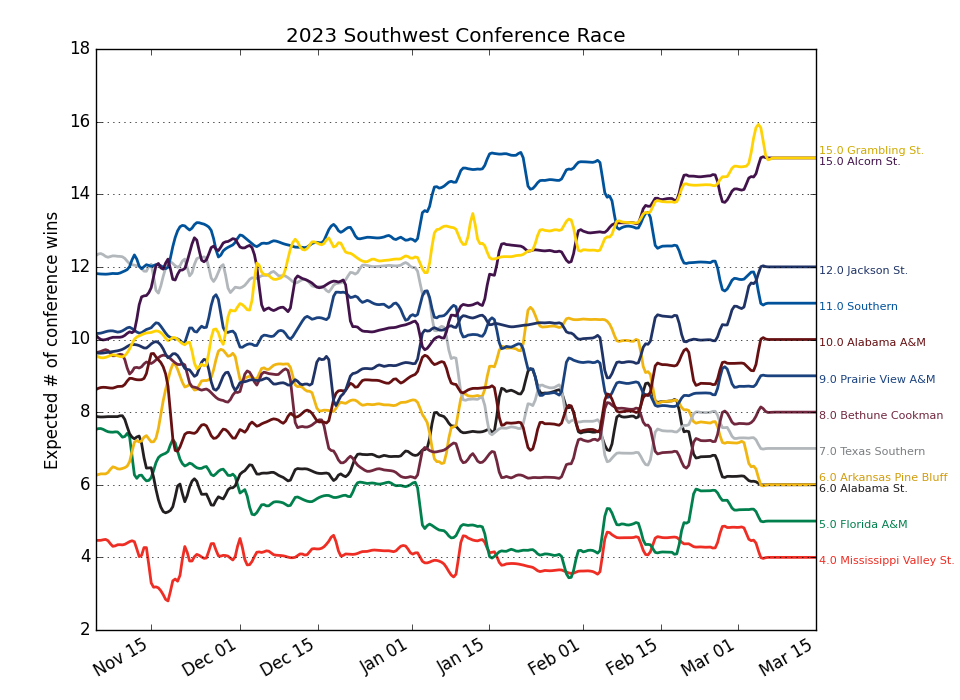 2023 Southwest Conference Race
Expected # of conference wins
18
16
14
12
10
8
6
4
2
Nov 15
Dec 01
Dec 15
Jan 01
Jan 15
Feb 01
Feb 15
Mar 01
Mar 15
15.0 Grambling St.
15.0 Alcorn St.
12.0 Jackson St.
11.0 Southern
10.0 Alabama A&M
9.0 Prairie View A&M
8.0 Bethune Cookman
7.0 Texas Southern
6.0 Arkansas Pine Bluff
6.0 Alabama St.
5.0 Florida A&M
4.0 Mississippi Valley St.